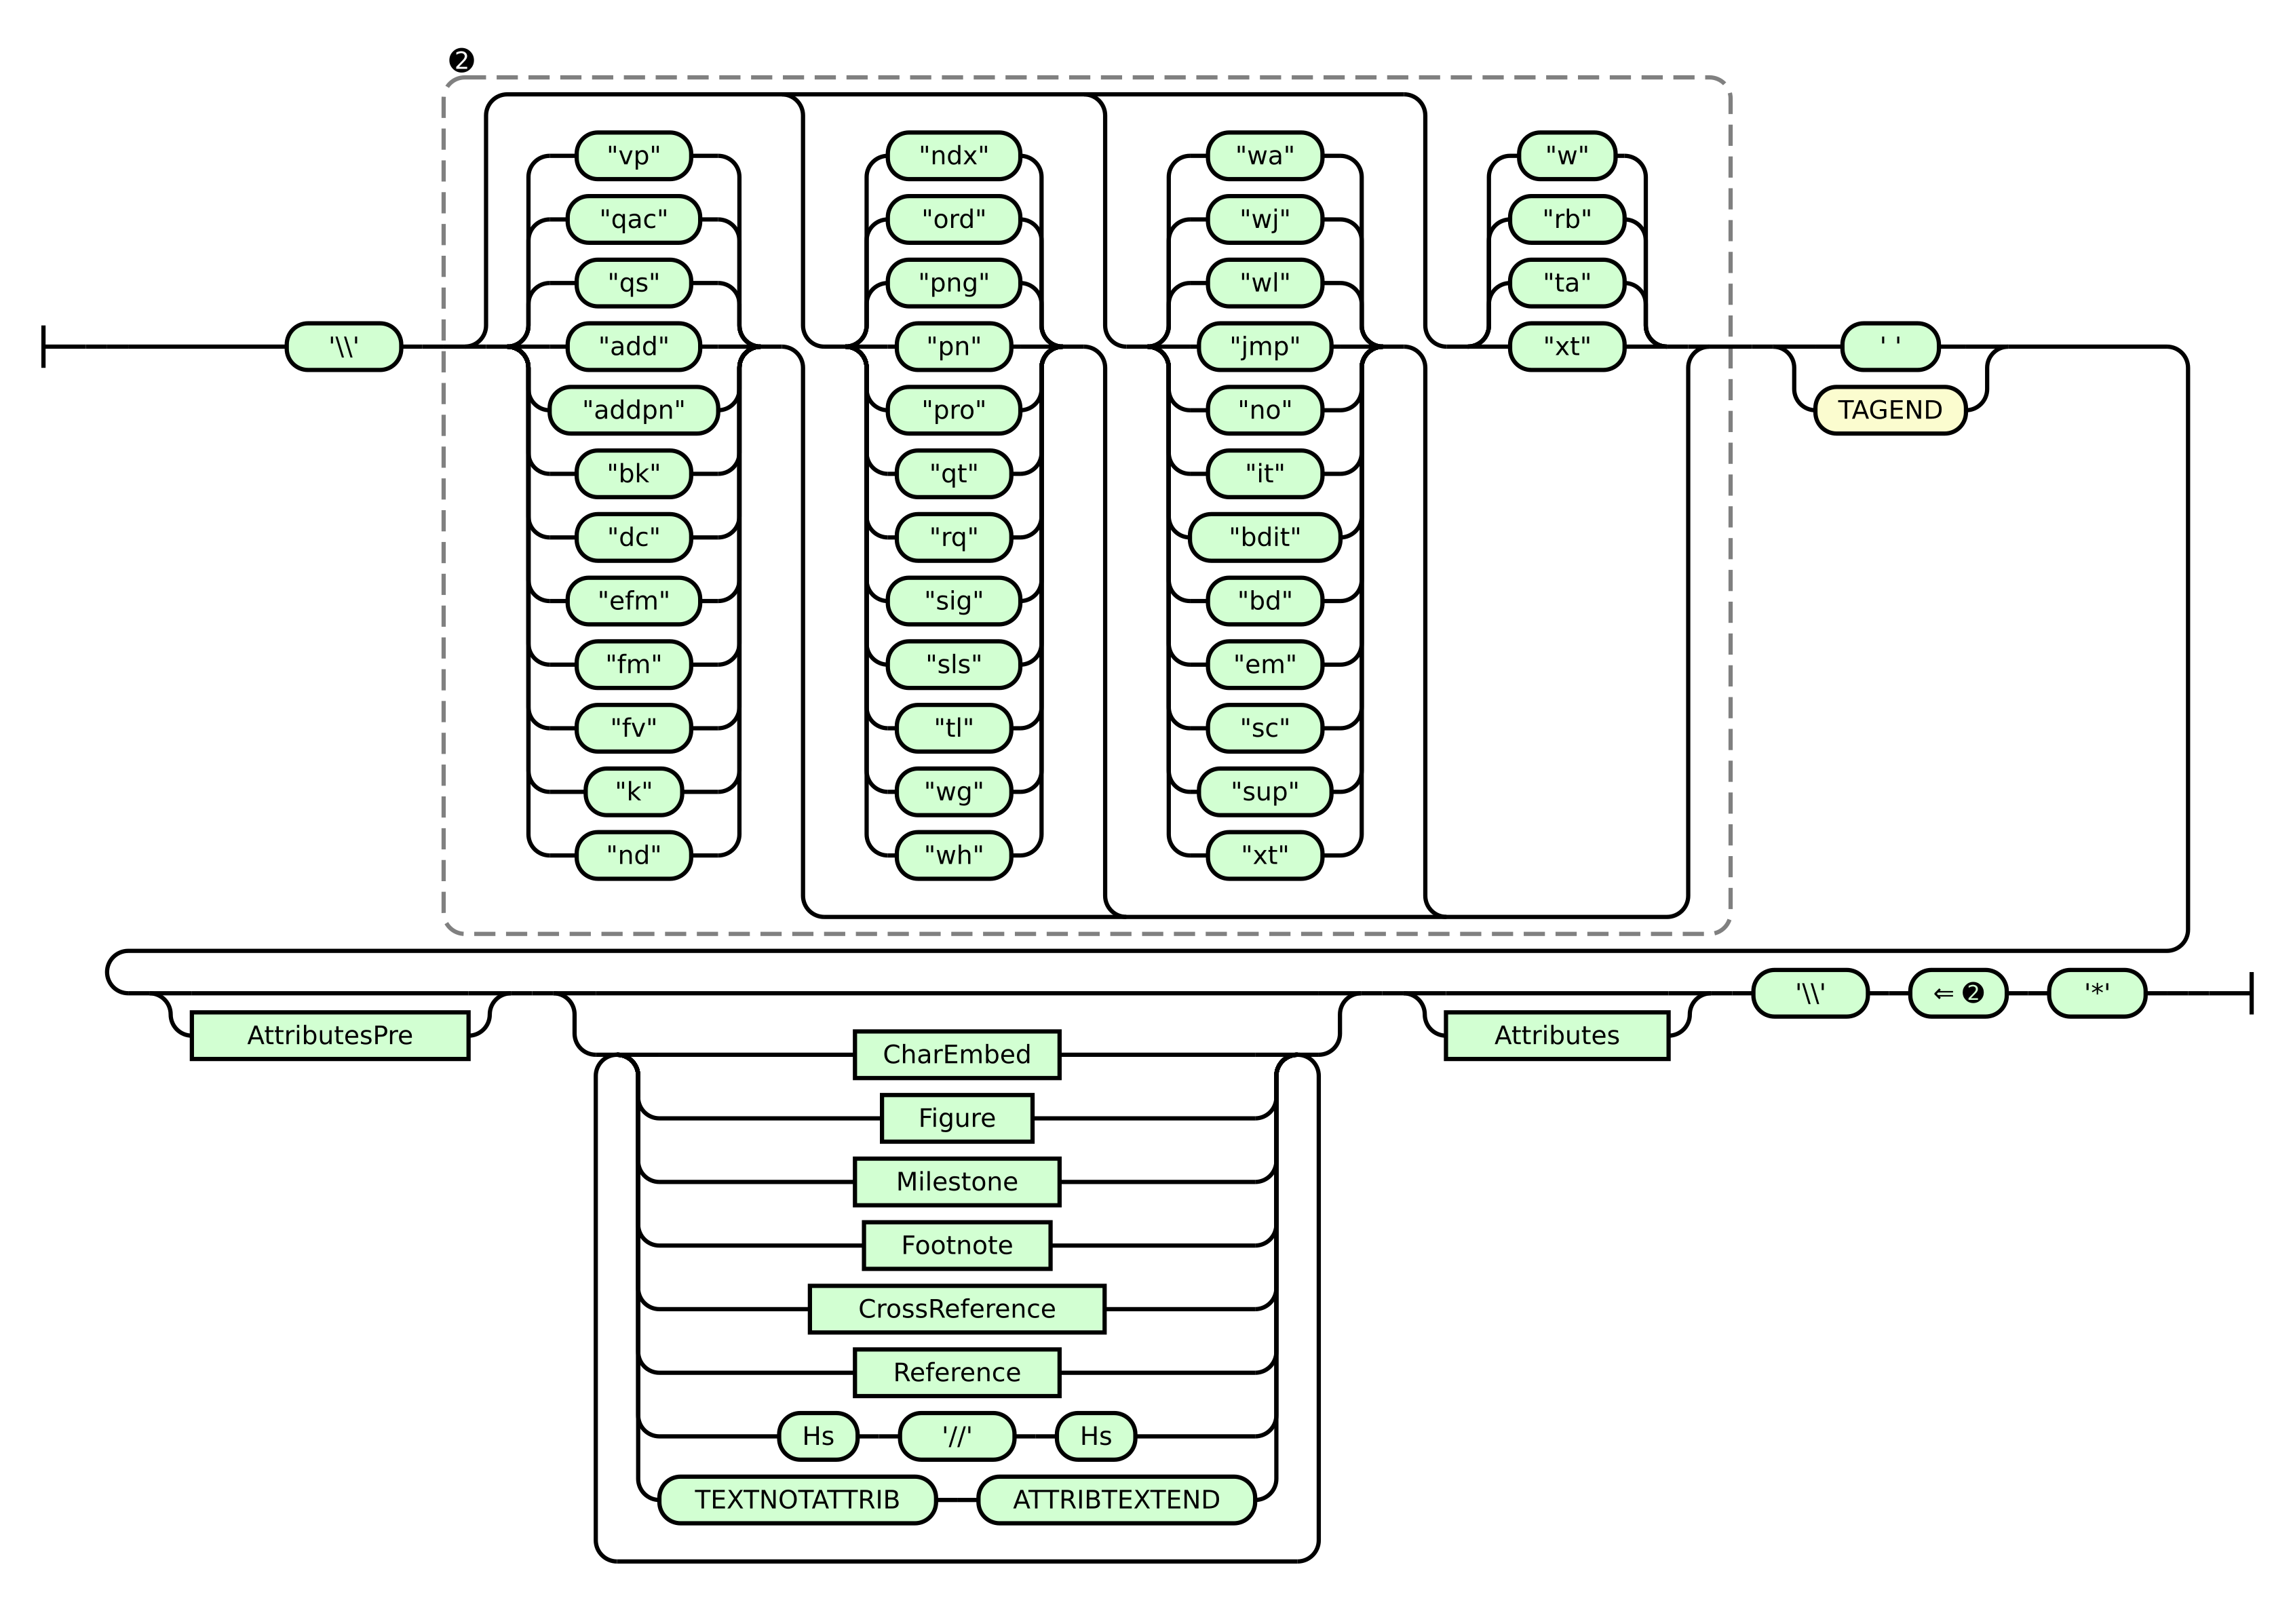 ❷
'\\'
"vp"
"qac"
"qs"
"add"
"addpn"
"bk"
"dc"
"efm"
"fm"
"fv"
"k"
"nd"
"ndx"
"ord"
"png"
"pn"
"pro"
"qt"
"rq"
"sig"
"sls"
"tl"
"wg"
"wh"
"wa"
"wj"
"wl"
"jmp"
"no"
"it"
"bdit"
"bd"
"em"
"sc"
"sup"
"xt"
"w"
"rb"
"ta"
"xt"
' '
TAGEND
AttributesPre
CharEmbed
Figure
Milestone
Footnote
CrossReference
Reference
Hs '//' Hs
TEXTNOTATTRIB ATTRIBTEXTEND
Attributes
'\\' ⇐ ❷ '*'